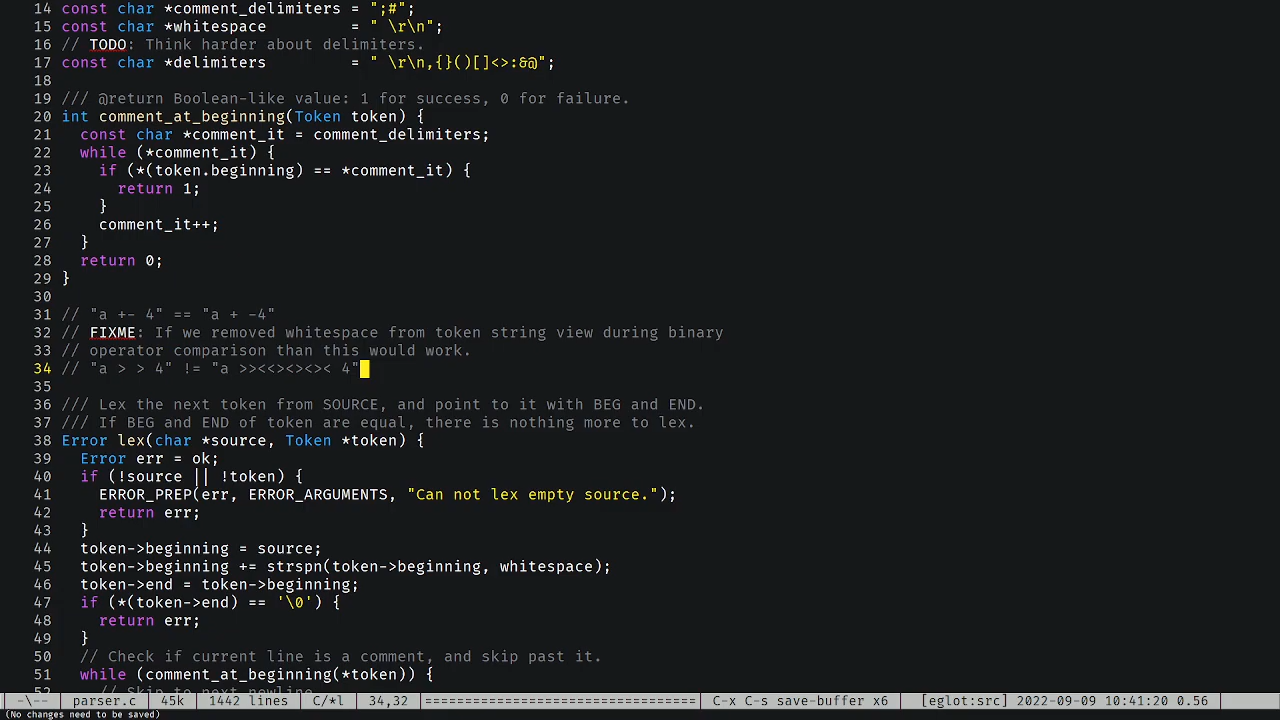 14 const char *comment_delimiters = ";#";
15 const char *whitespace         = " \r\n";
16 // TODO: Think harder about delimiters.
17 const char *delimiters         = " \r\n,{}()[]<>:&@";
18
19 /// @return Boolean-like value: 1 for success, 0 for failure.
20 int comment_at_beginning(Token token) {
21   const char *comment_it = comment_delimiters;
22   while (*comment_it) {
23     if (*(token.beginning) == *comment_it) {
24       return 1;
25     }
26     comment_it++;
27   }
28   return 0;
29 }
30
31 // "a +- 4" == "a + -4"
32 // FIXME: If we removed whitespace from token string view during binary
33 // operator comparison than this would work.
34 // "a > > 4" != "a >><<><><>< 4"
35
36 /// Lex the next token from SOURCE, and point to it with BEG and END.
37 /// If BEG and END of token are equal, there is nothing more to lex.
38 Error lex(char *source, Token *token) {
39   Error err = ok;
40   if (!source || !token) {
41     ERROR_PREP(err, ERROR_ARGUMENTS, "Can not lex empty source.");
42     return err;
43   }
44   token->beginning = source;
45   token->beginning += strspn(token->beginning, whitespace);
46   token->end = token->beginning;
47   if (*(token->end) == '\0') {
48     return err;
49   }
50   // Check if current line is a comment, and skip past it.
51   while (comment_at_beginning(*token)) {
52     // Skip to next newline.
-\-- parser.c 45k 1442 lines C/*l 34,32 ============================= C-x C-s save-buffer x6 [eglot:src] 2022-09-09 10:41:20 0.56
(No changes need to be saved)